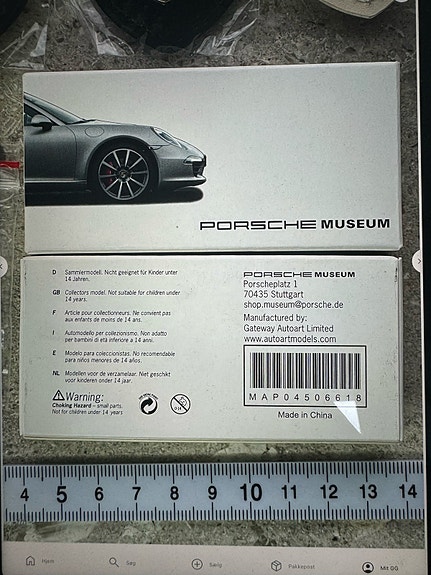 PORSCHE MUSEUM
D Sammlermodell. Nicht geeignet für Kinder unter
14 Jahren.
GB Collectors model. Not suitable for children under
14 years.
F Article pour collectionneurs. Ne convient pas
aux enfants de moins de 14 ans.
I Automodello per collezionismo. Non adatto
per bambini di età inferiore a 14 anni.
E Modelo para coleccionistas. No recomendable
para niños menores de 14 años.
NL Modellen voor de verzamelaar. Niet geschikt
voor kinderen onder 14 jaar.
Warning:
Choking Hazard – small parts.
Not for children under 14 years
PORSCHE MUSEUM
Porscheplatz 1
70435 Stuttgart
shop.museum@porsche.de
Manufactured by:
Gateway Autoart Limited
www.autoartmodels.com
MAP04506618
Made in China
4 5 6 7 8 9 10 11 12 13 14
Hjem Søg Sælg Pakkepost Mit GG